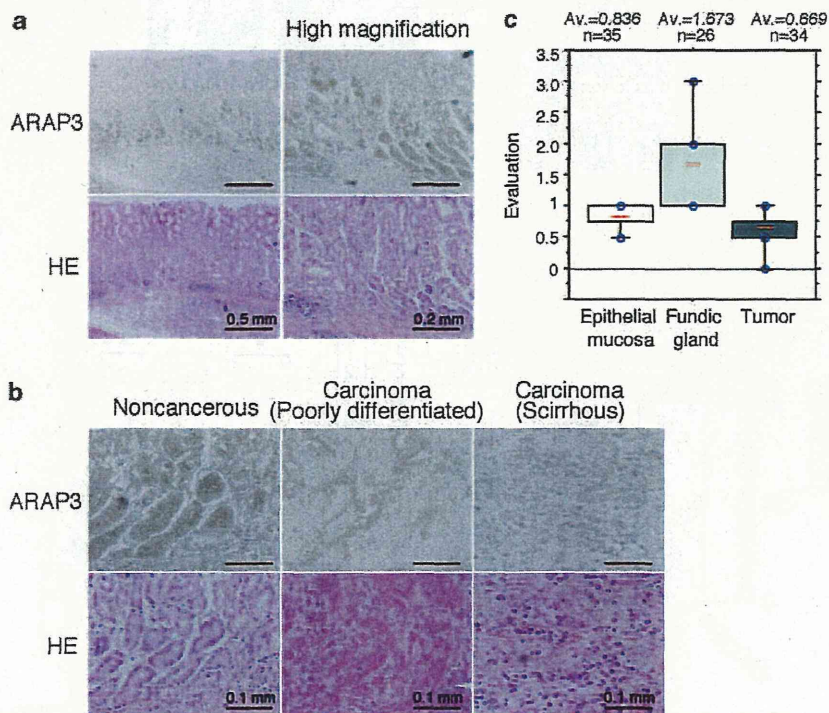 a
High magnification
ARAP3
HE
0.5 mm
0.2 mm
c
Av.=0.836
n=35
Av.=1.673
n=26
Av.=0.669
n=34
Evaluation
3.5
3.0
2.5
2
1.5
1
0.5
0
Epithelial
mucosa
Fundic
gland
Tumor
b
Noncancerous
Carcinoma
(Poorly differentiated)
Carcinoma
(Scirrhous)
ARAP3
HE
0.1 mm
0.1 mm
0.1 mm